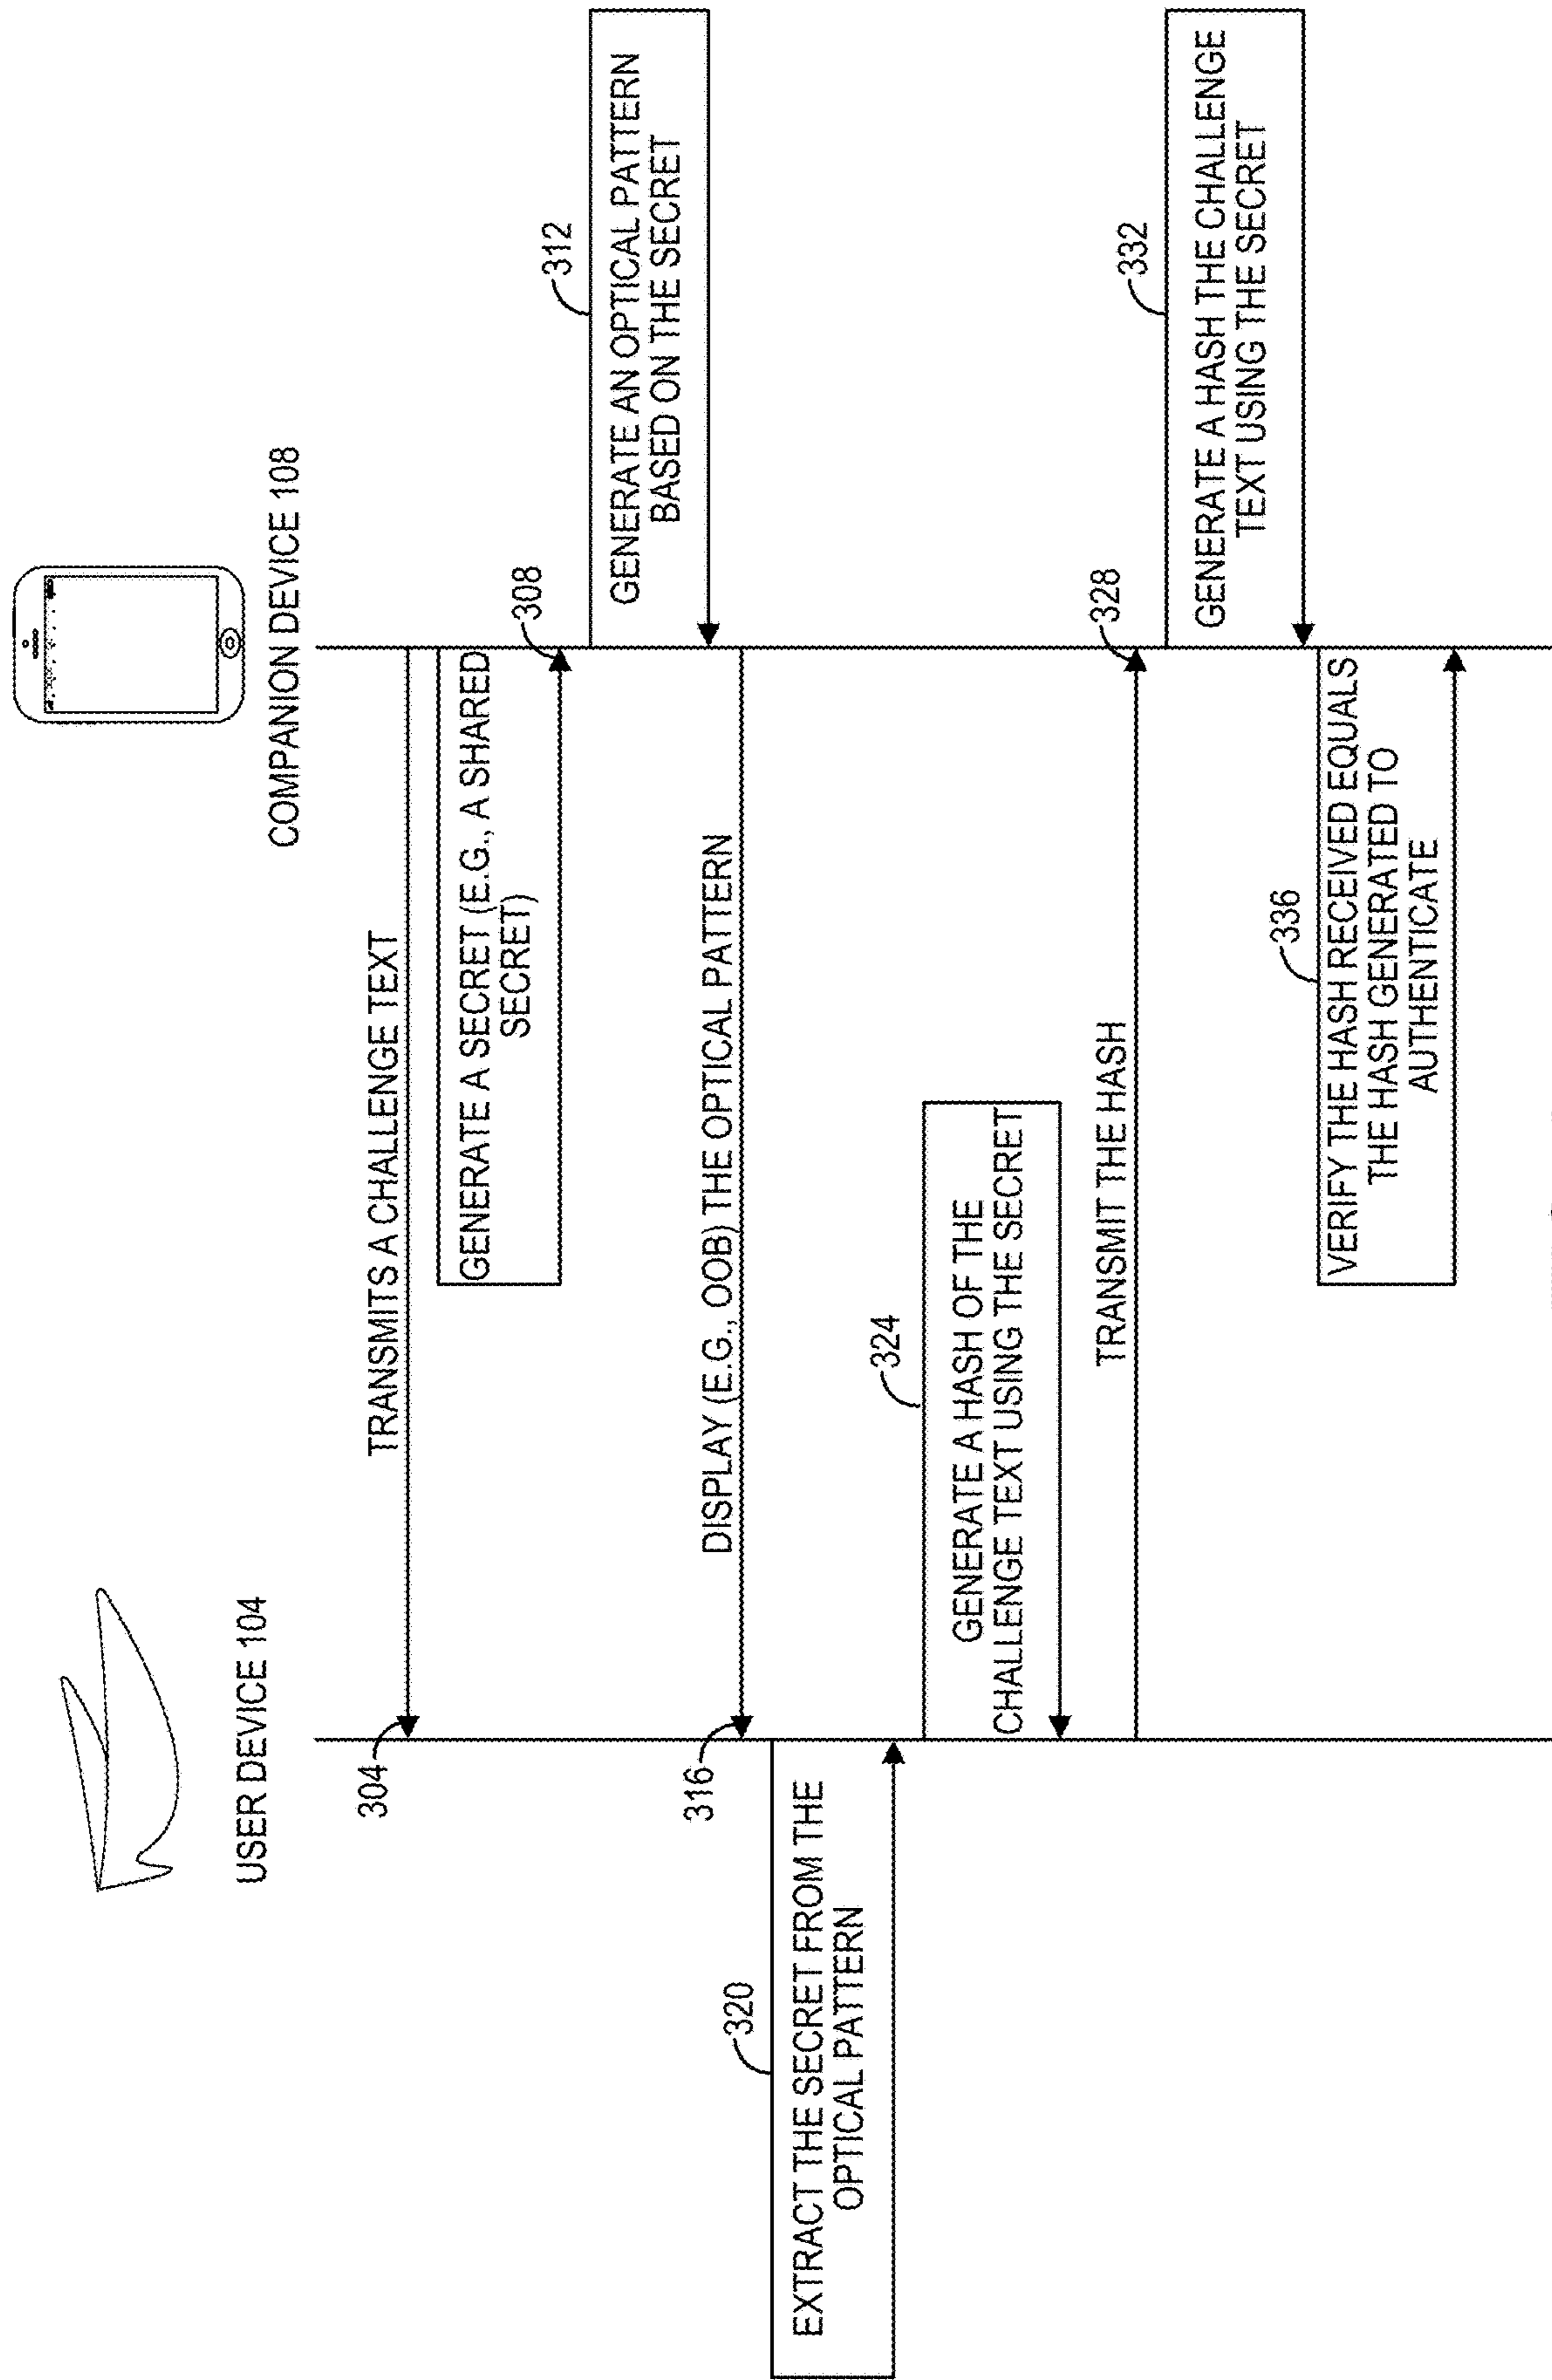 USER DEVICE 104
COMPANION DEVICE 108
304
TRANSMITS A CHALLENGE TEXT
GENERATE A SECRET (E.G., A SHARED
SECRET)
308
312
GENERATE AN OPTICAL PATTERN
BASED ON THE SECRET
316
DISPLAY (E.G., OOB) THE OPTICAL PATTERN
320
EXTRACT THE SECRET FROM THE
OPTICAL PATTERN
324
GENERATE A HASH OF THE
CHALLENGE TEXT USING THE SECRET
TRANSMIT THE HASH
328
332
GENERATE A HASH THE CHALLENGE
TEXT USING THE SECRET
336
VERIFY THE HASH RECEIVED EQUALS
THE HASH GENERATED TO
AUTHENTICATE